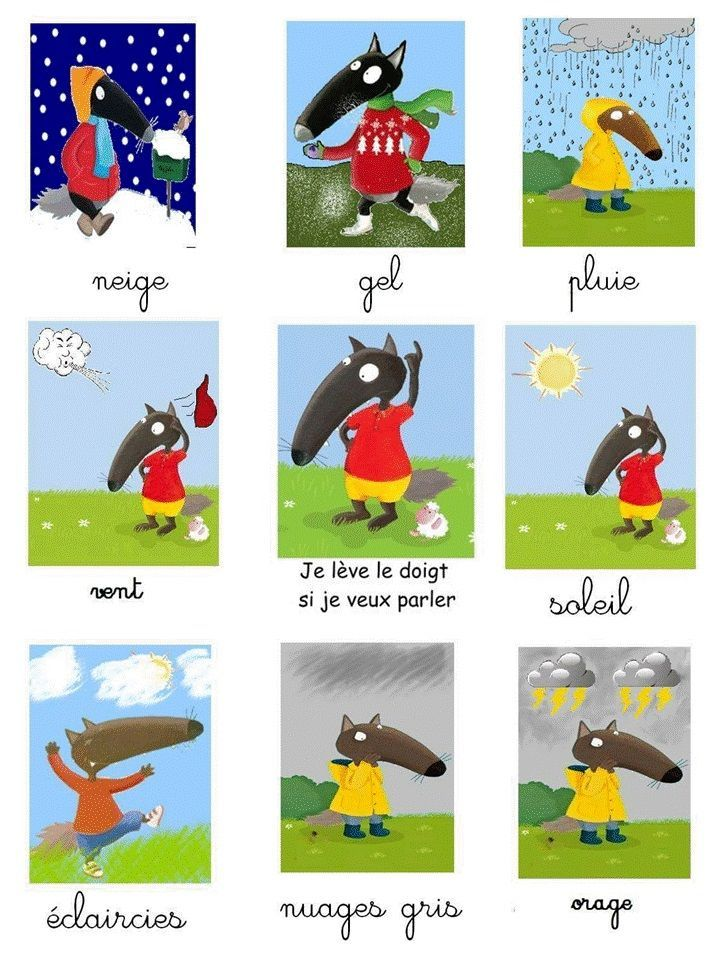 neige
gel
pluie
vent
Je lève le doigt
si je veux parler
soleil
éclaircies
nuages gris
orage